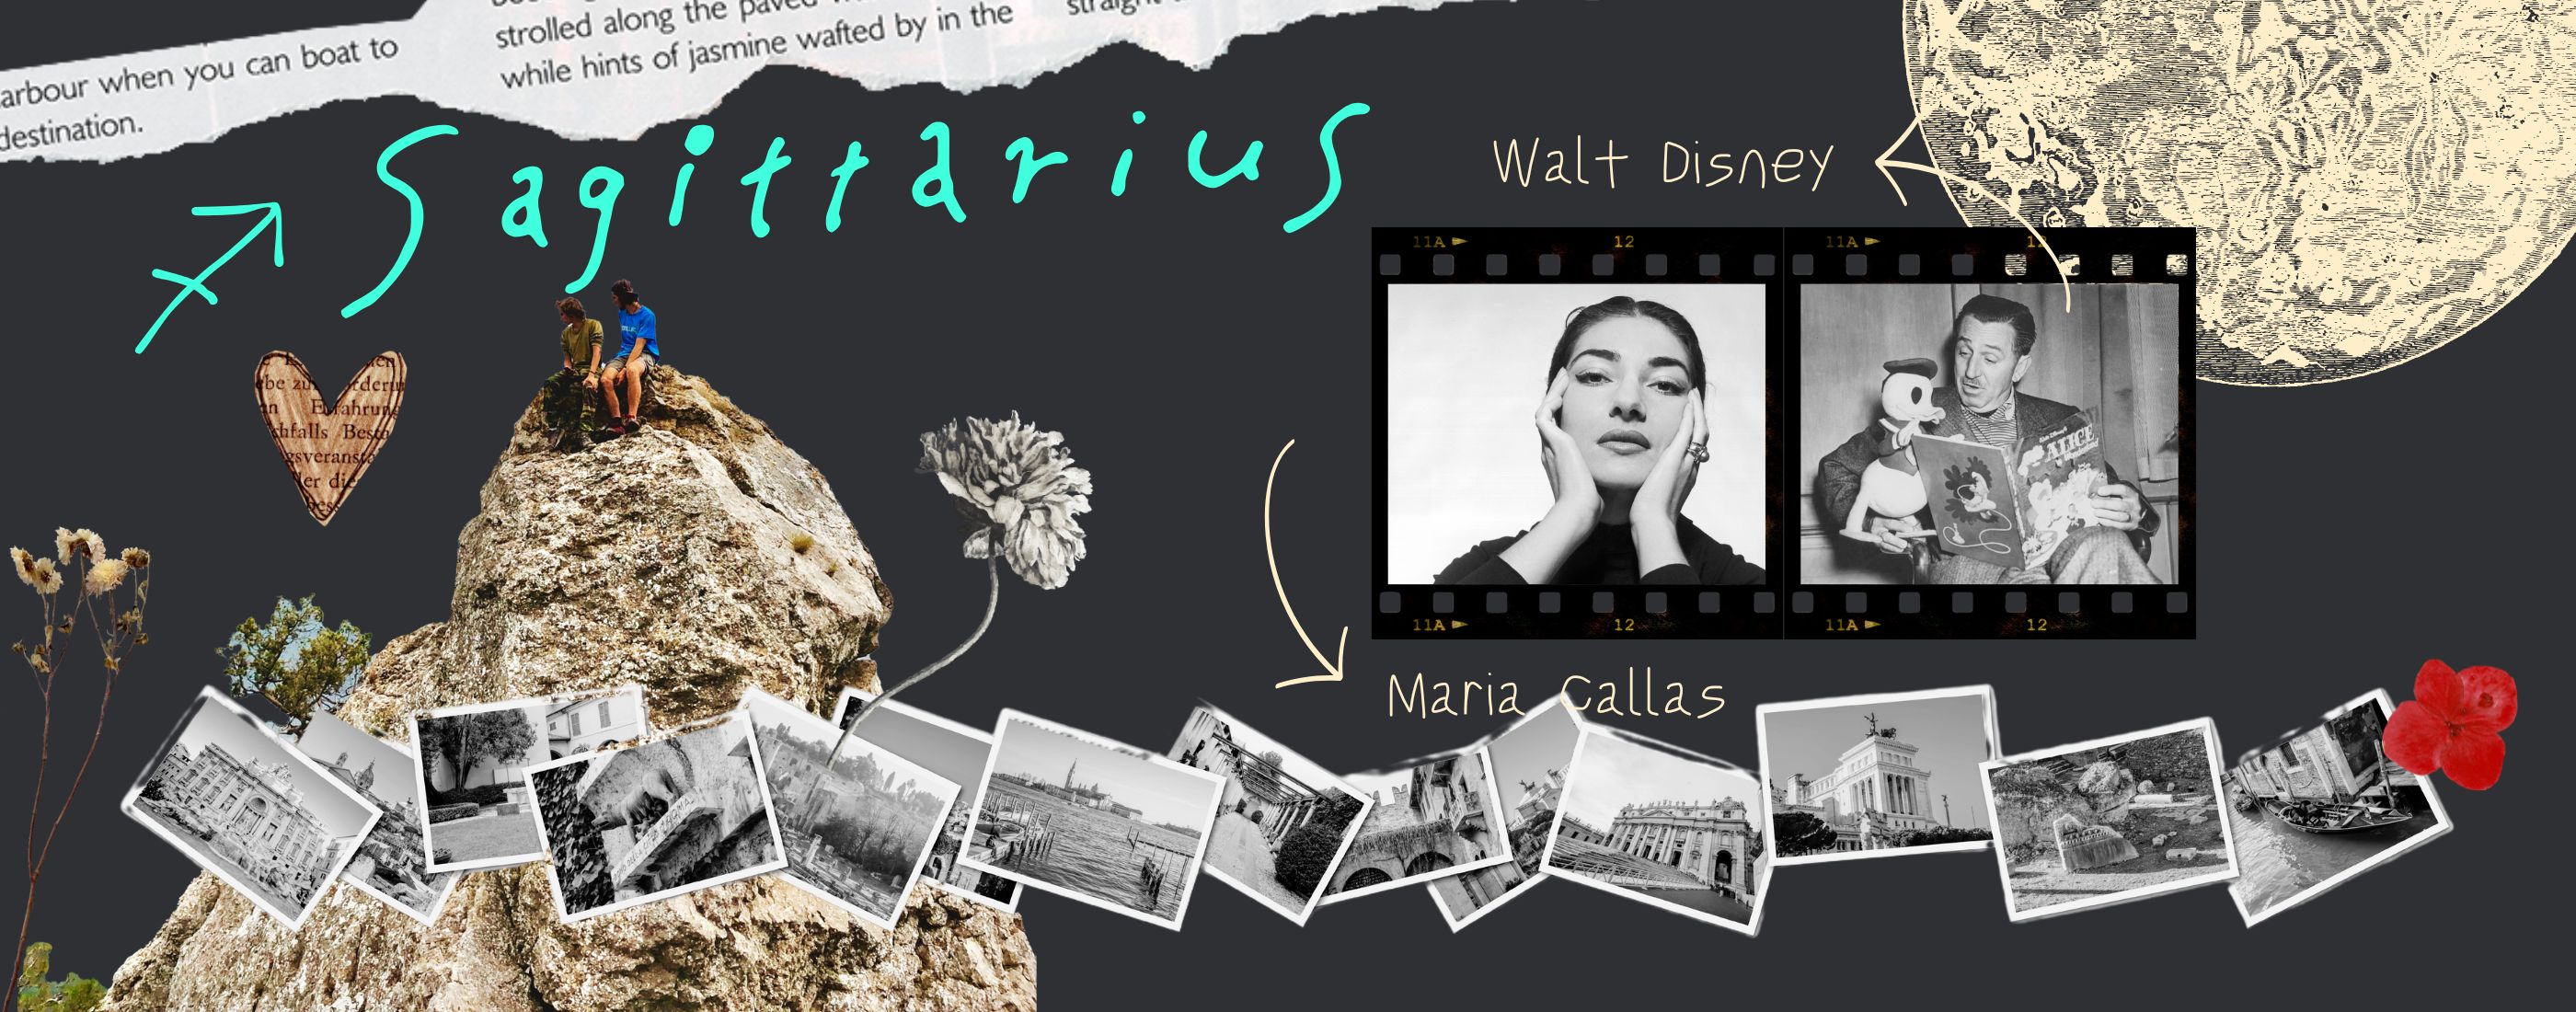 arbour when you can boat to
destination.
strolled along the
while hints of jasmine wafted by in the
straight
Sagittarius
Walt Disney
11A 12 11A 12
ALICE
11A 12 11A 12
Maria Callas